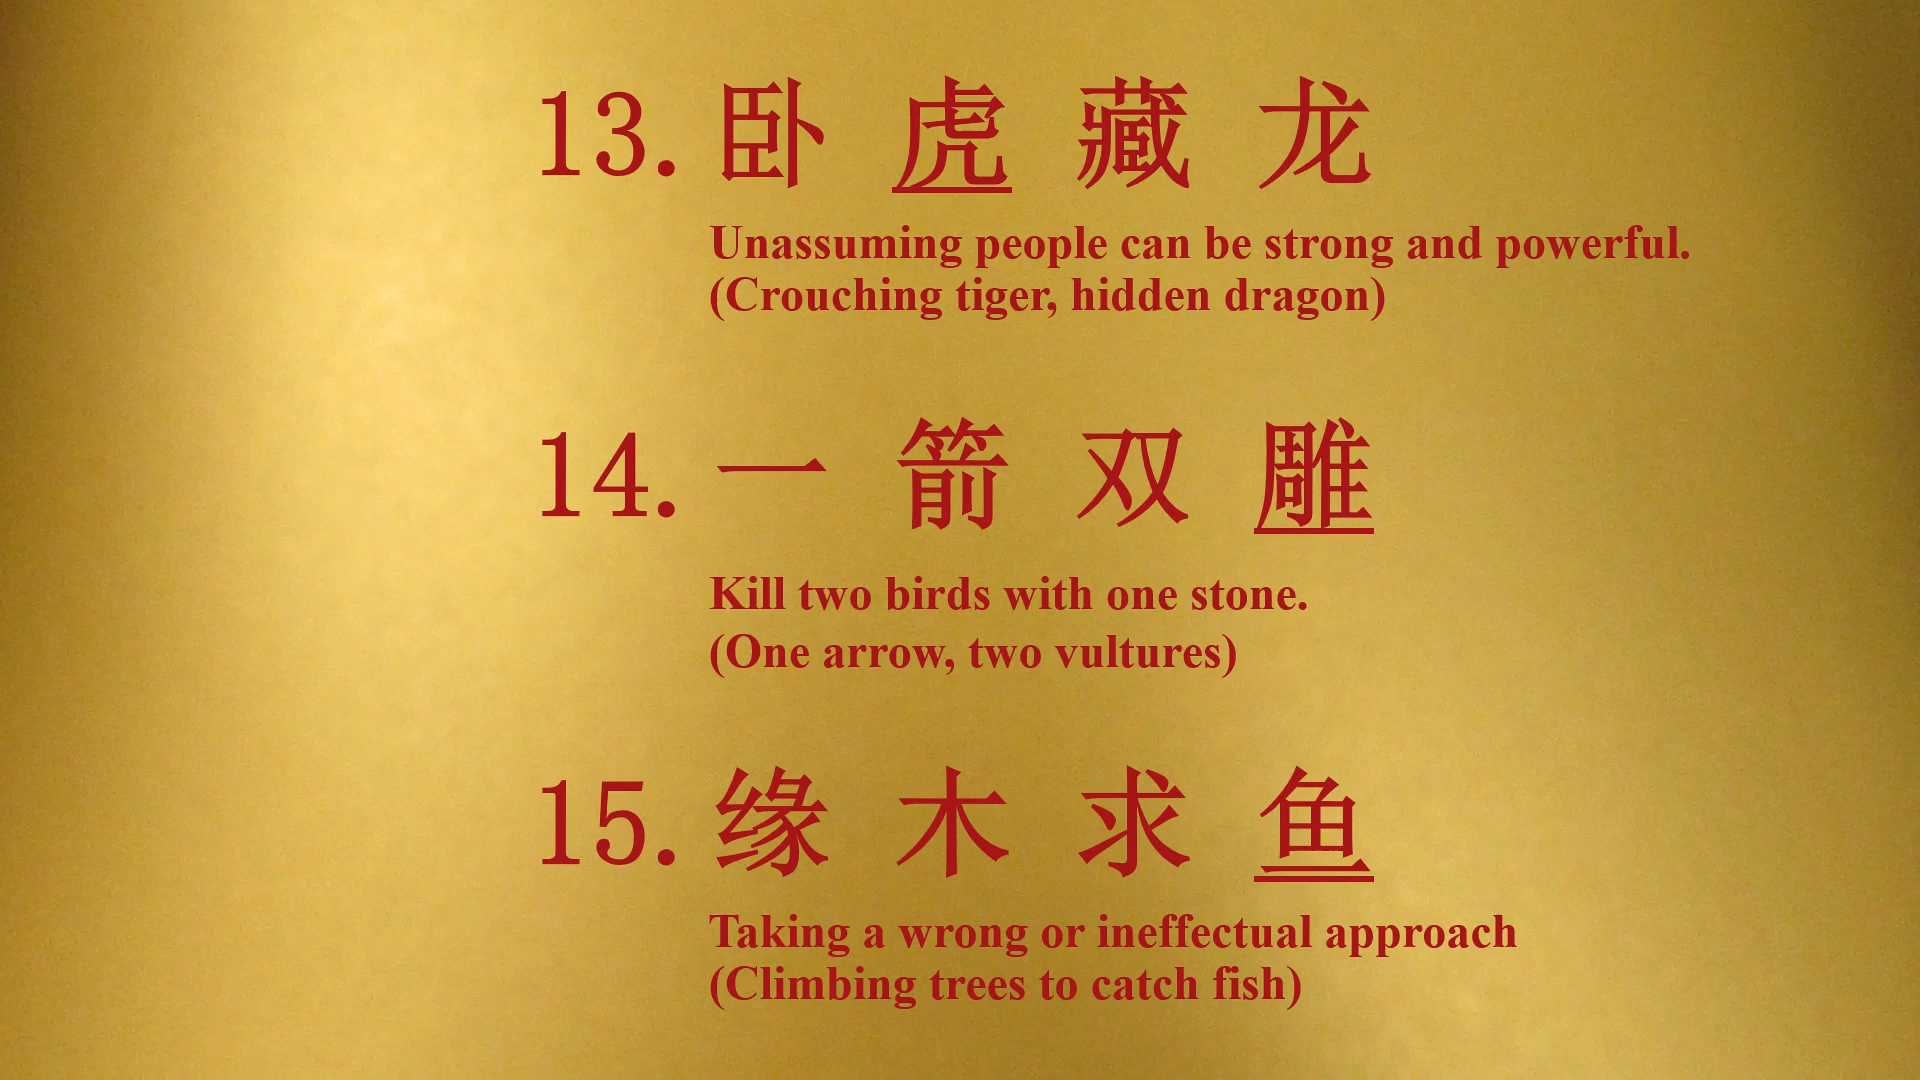 13. 卧 虎 藏 龙
Unassuming people can be strong and powerful.
(Crouching tiger, hidden dragon)
14. 一 箭 双 雕
Kill two birds with one stone.
(One arrow, two vultures)
15. 缘 木 求 鱼
Taking a wrong or ineffectual approach
(Climbing trees to catch fish)